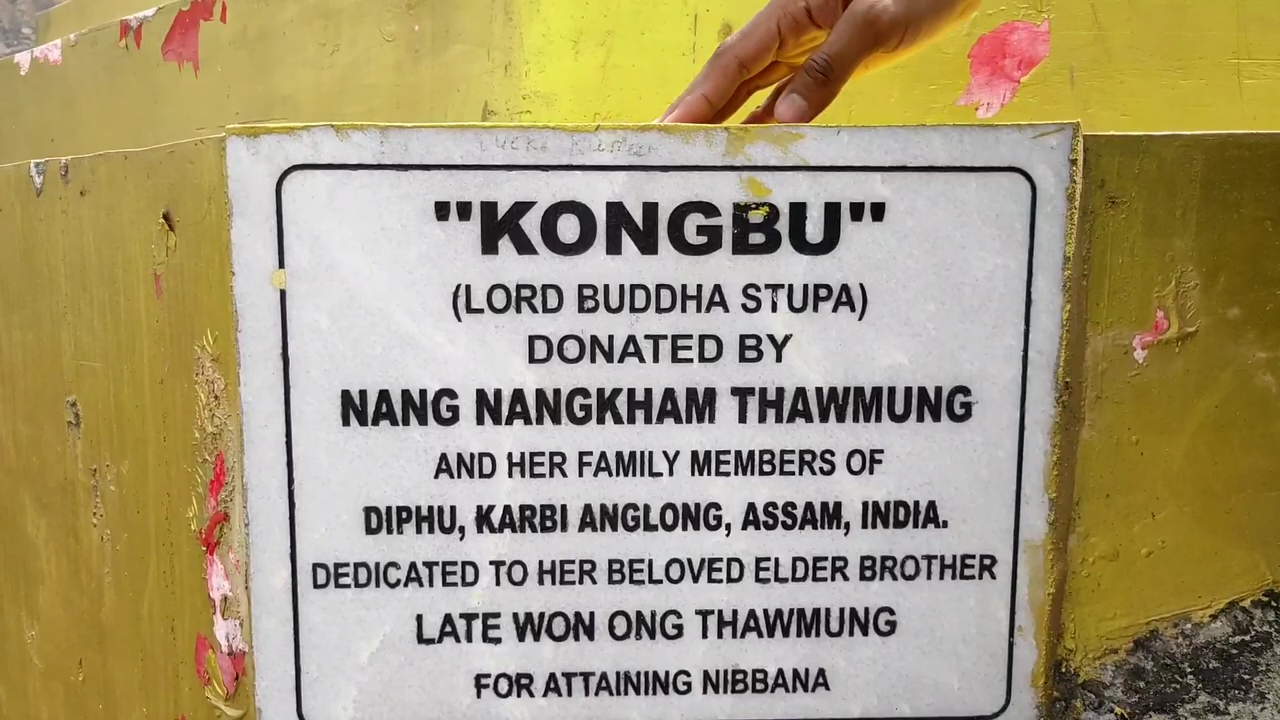 "KONGBU"
(LORD BUDDHA STUPA)
DONATED BY
NANG NANGKHAM THAWMUNG
AND HER FAMILY MEMBERS OF
DIPHU, KARBI ANGLONG, ASSAM, INDIA.
DEDICATED TO HER BELOVED ELDER BROTHER
LATE WON ONG THAWMUNG
FOR ATTAINING NIBBANA